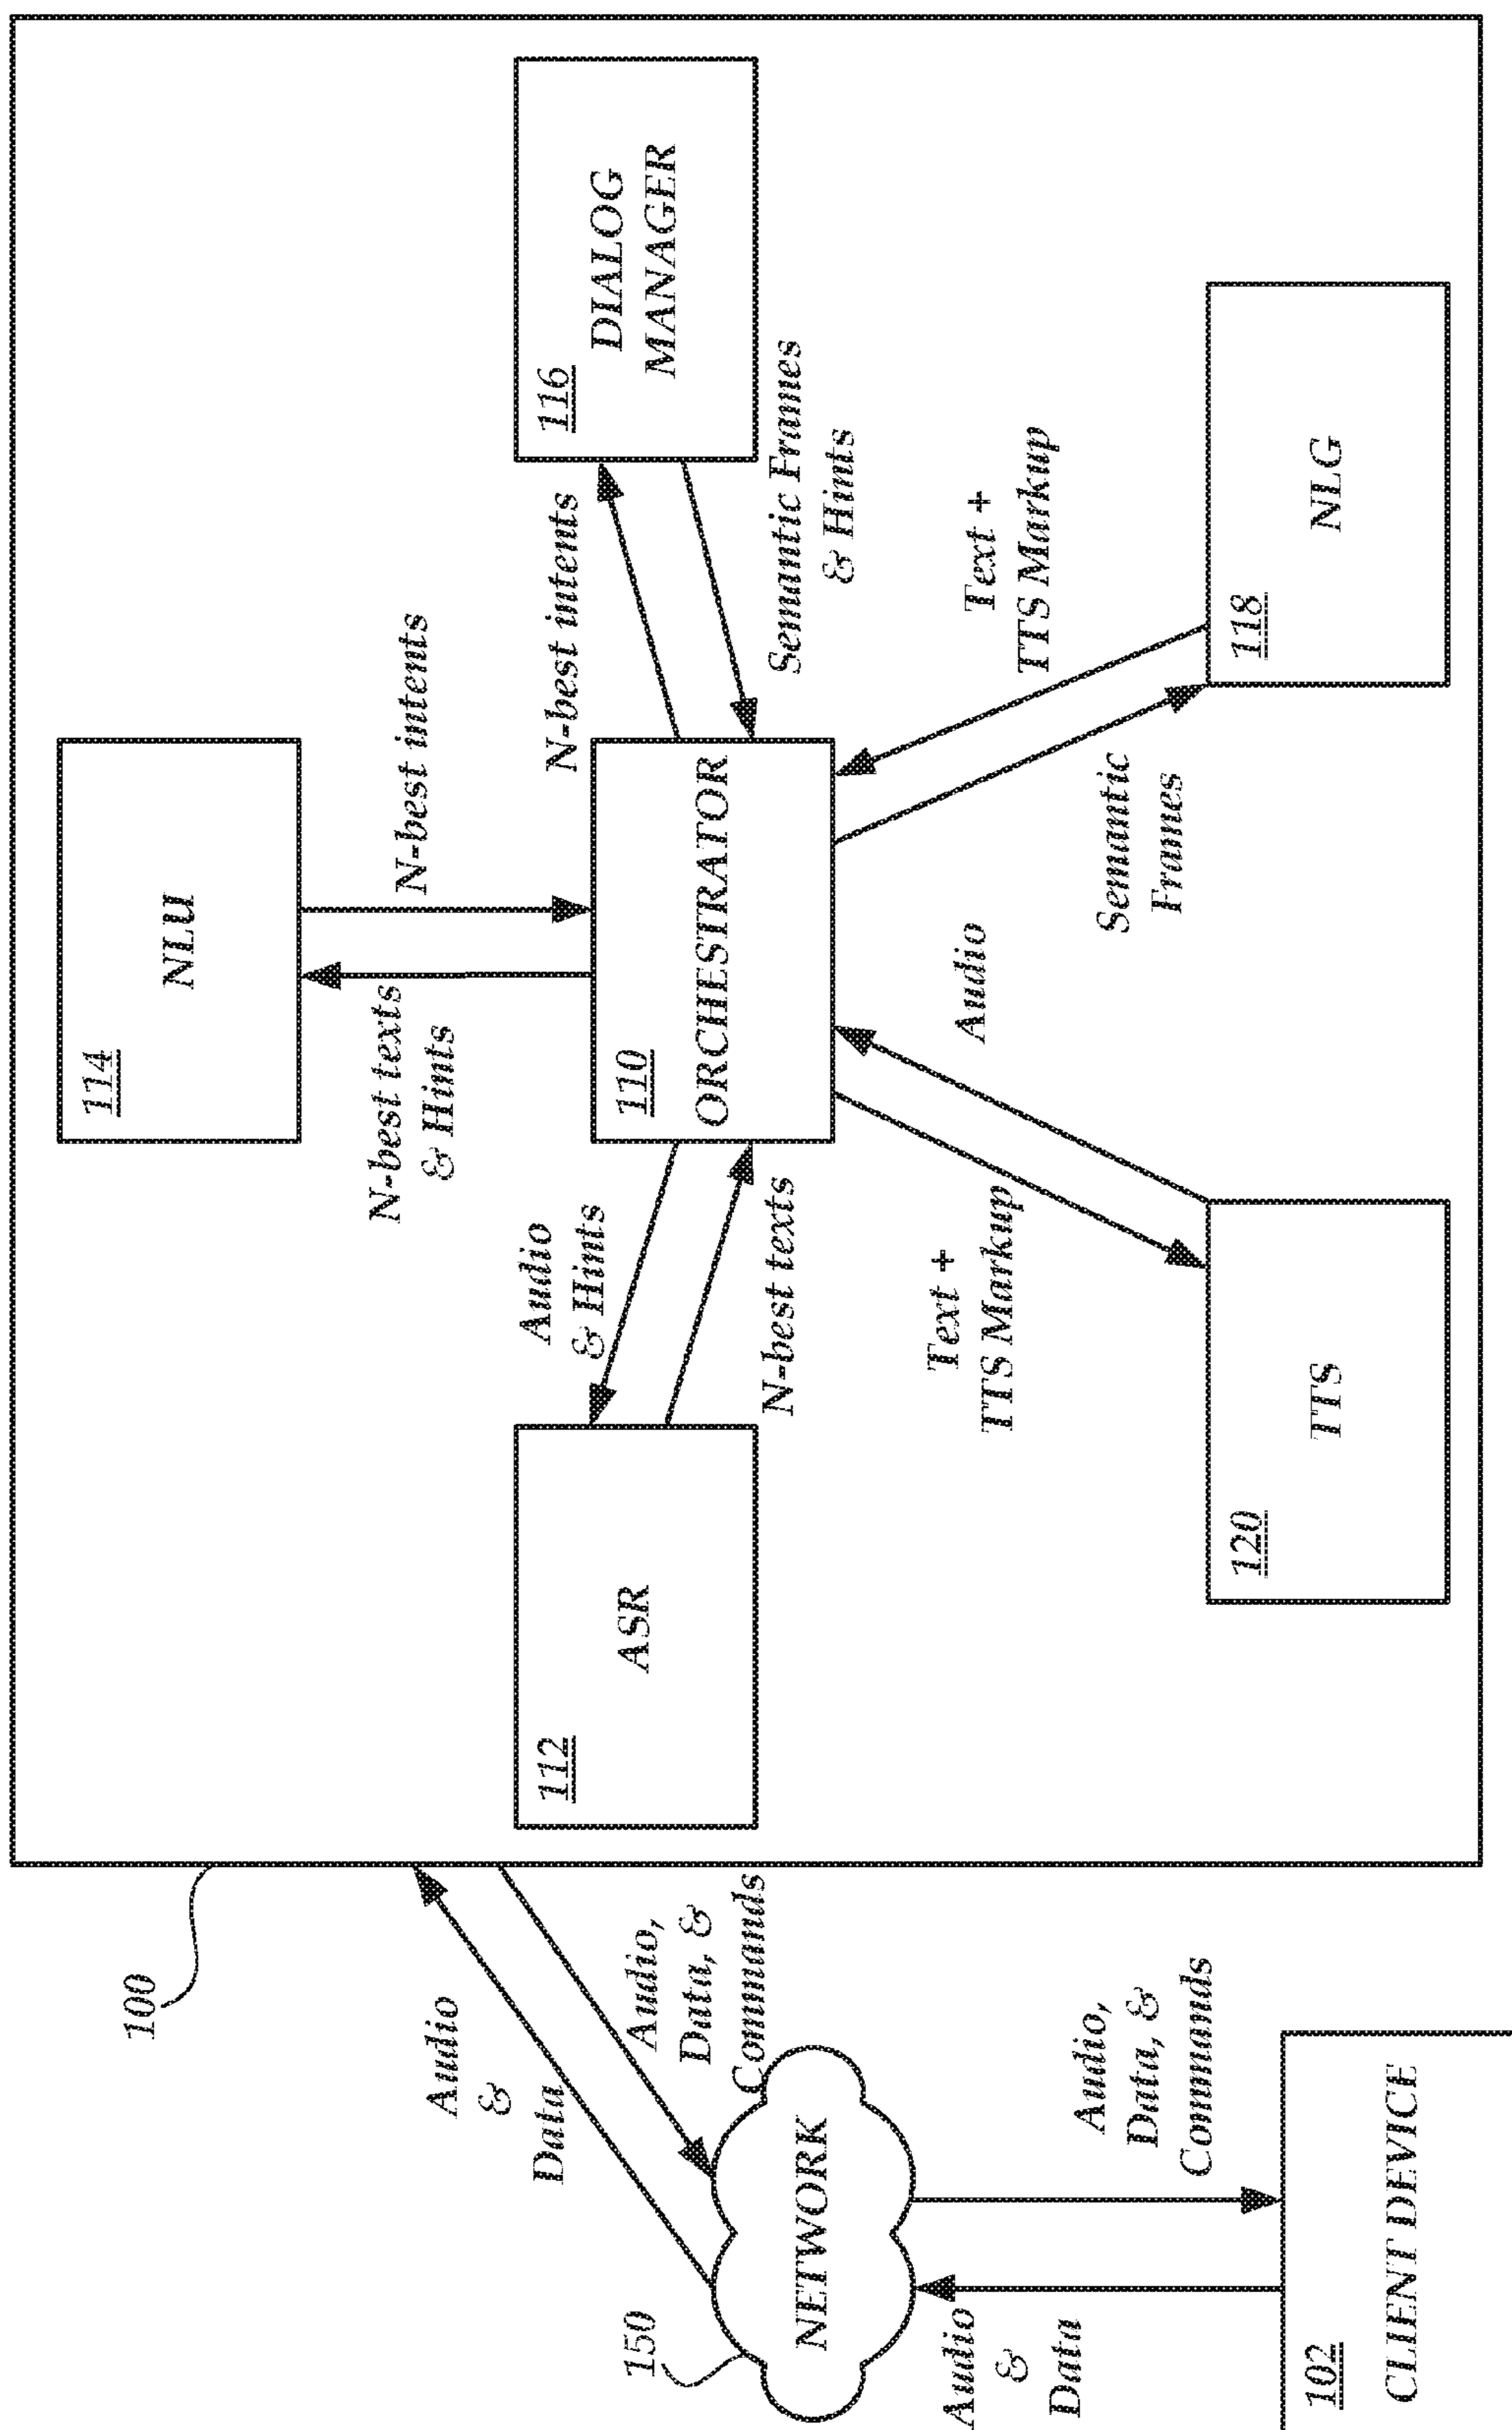 100
114
NLU
N-best texts
& Hints
N-best intents
112
ASR
Audio
& Hints
N-best texts
110
ORCHESTRATOR
N-best intents
116
DIALOG
MANAGER
Semantic Frames
& Hints
Text +
TTS Markup
Audio
120
TTS
Semantic
Frames
Text +
TTS Markup
118
NLG
Audio
&
Data
Audio,
Data, &
Commands
150
NETWORK
Audio
&
Data
Audio,
Data, &
Commands
102
CLIENT DEVICE